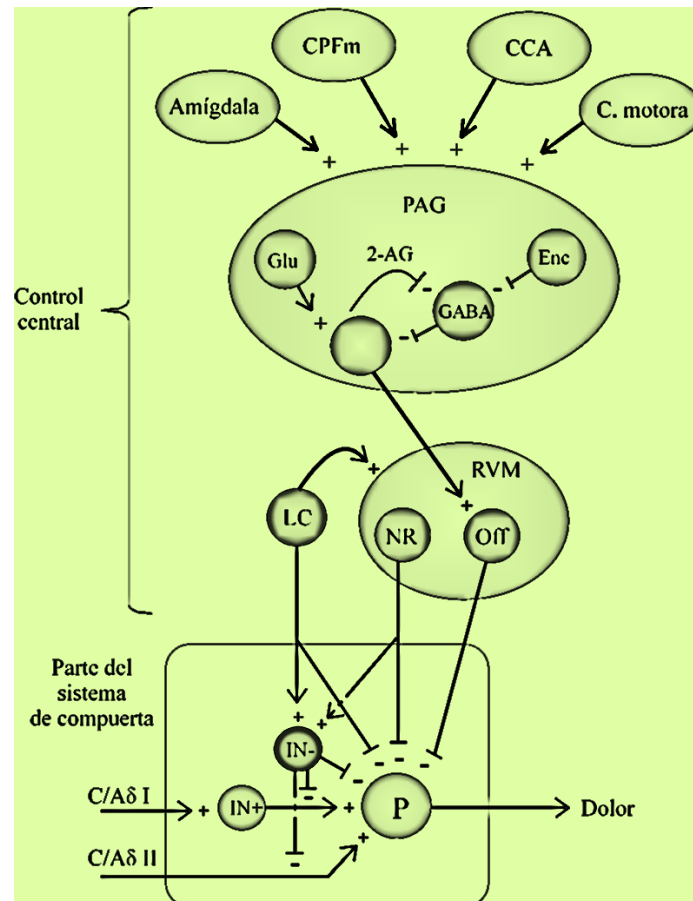 CPFm
CCA
Amígdala
C. motora
+ + + +
PAG
Glu
2-AG
Enc
- -
GABA
+
-
Control
central
RVM
+
LC
+
NR
Off
Parte del
sistema
de compuerta
+ +
IN-
- - - -
-
C/Aδ I
+
IN+
+
P
Dolor
C/Aδ II
-
+